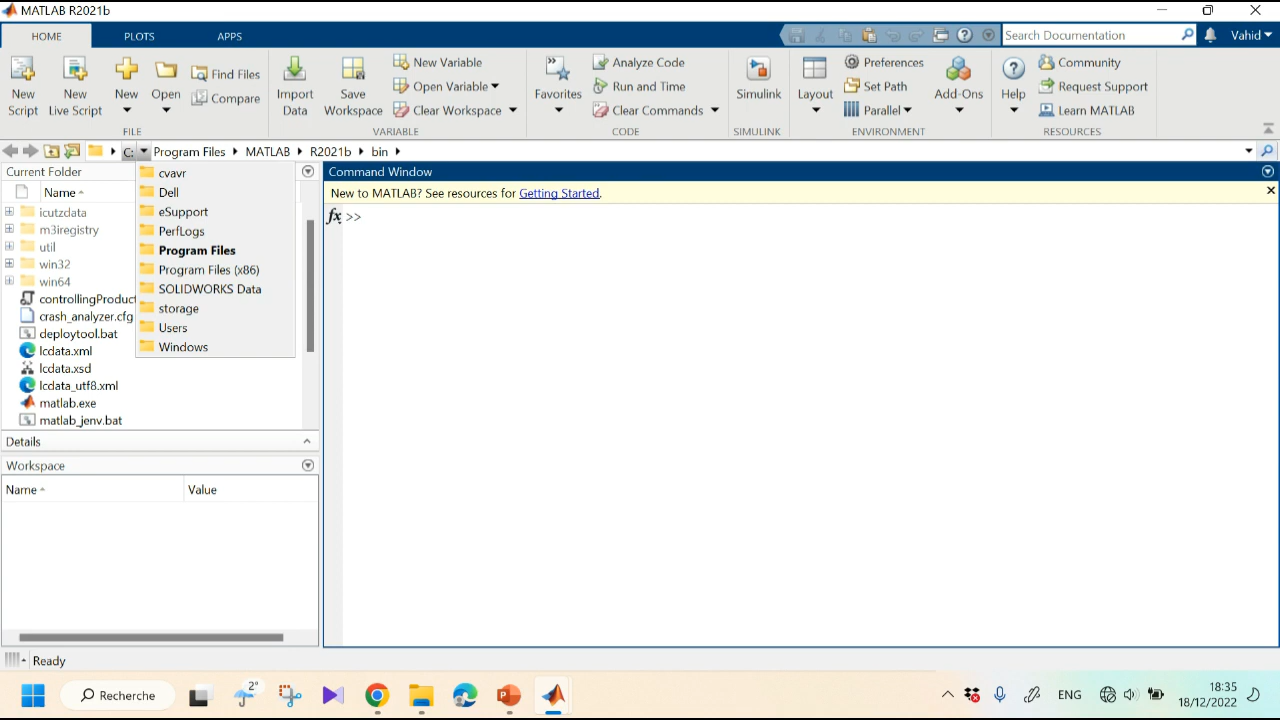 MATLAB R2021b
HOME PLOTS APPS Search Documentation Vahid
New Script
New Live Script
New
Open
Find Files
Compare
FILE
Import Data
Save Workspace
New Variable
Open Variable
Clear Workspace
VARIABLE
Favorites
Analyze Code
Run and Time
Clear Commands
CODE
Simulink
SIMULINK
Layout
Preferences
Set Path
Parallel
Add-Ons
ENVIRONMENT
Help
Community
Request Support
Learn MATLAB
RESOURCES
C: Program Files MATLAB R2021b bin
Current Folder
Name
icutzdata
m3iregistry
util
win32
win64
controllingProduct
crash_analyzer.cfg
deploytool.bat
lcdata.xml
lcdata.xsd
lcdata_utf8.xml
matlab.exe
matlab_jenv.bat
cvavr
Dell
eSupport
PerfLogs
Program Files
Program Files (x86)
SOLIDWORKS Data
storage
Users
Windows
Details
Workspace
Name Value
Command Window
New to MATLAB? See resources for Getting Started.
fx >>
Ready
Recherche
2°
ENG
18:35
18/12/2022